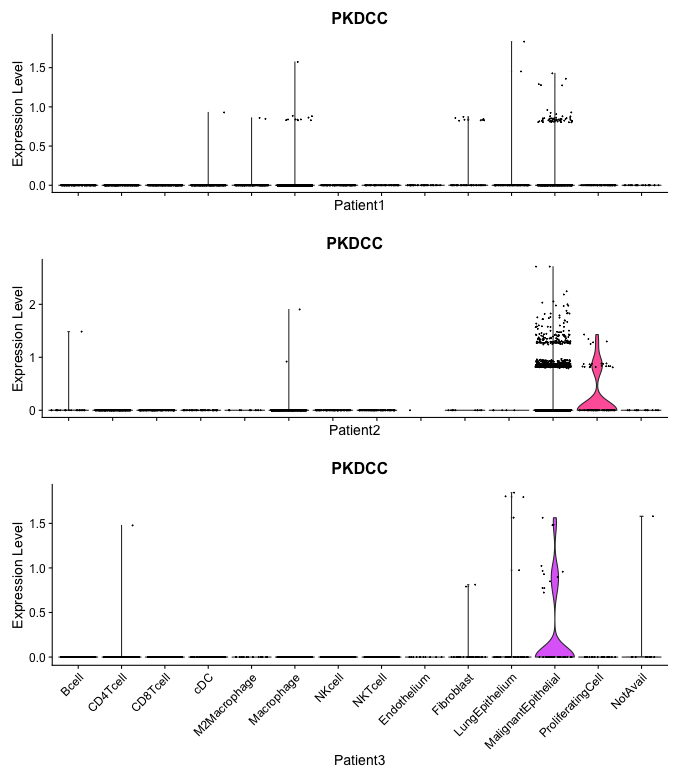 PKDCC
Expression Level
1.5
1.0
0.5
0.0
Patient1
PKDCC
Expression Level
2
1
0
Patient2
PKDCC
Expression Level
1.5
1.0
0.5
0.0
Bcell
CD4Tcell
CD8Tcell
cDC
M2Macrophage
Macrophage
NKcell
NKTcell
Endothelium
Fibroblast
LungEpithelium
MalignantEpithelial
ProliferatingCell
NotAvail
Patient3